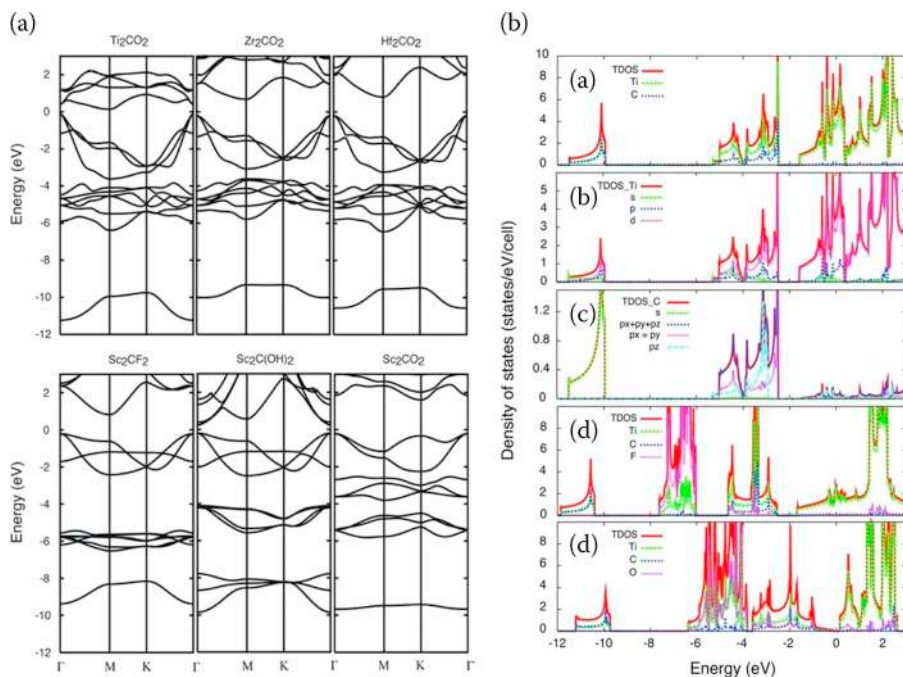 (a)
Ti2CO2 Zr2CO2 Hf2CO2
Energy (eV)
2
0
-2
-4
-6
-8
-10
-12
Sc2CF2 Sc2C(OH)2 Sc2CO2
Energy (eV)
2
0
-2
-4
-6
-8
-10
-12
Γ M K Γ M K Γ M K Γ
(b)
Density of states (states/eV/cell)
(a)
10
8
6
4
2
0
TDOS
Ti
C
(b)
5
4
3
2
1
0
TDOS_Ti
s
p
d
(c)
1.2
0.8
0.4
0
TDOS_C
s
px+py+pz
px = py
pz
(d)
8
6
4
2
0
TDOS
Ti
C
F
(d)
8
6
4
2
0
TDOS
Ti
C
O
-12 -10 -8 -6 -4 -2 0 2
Energy (eV)